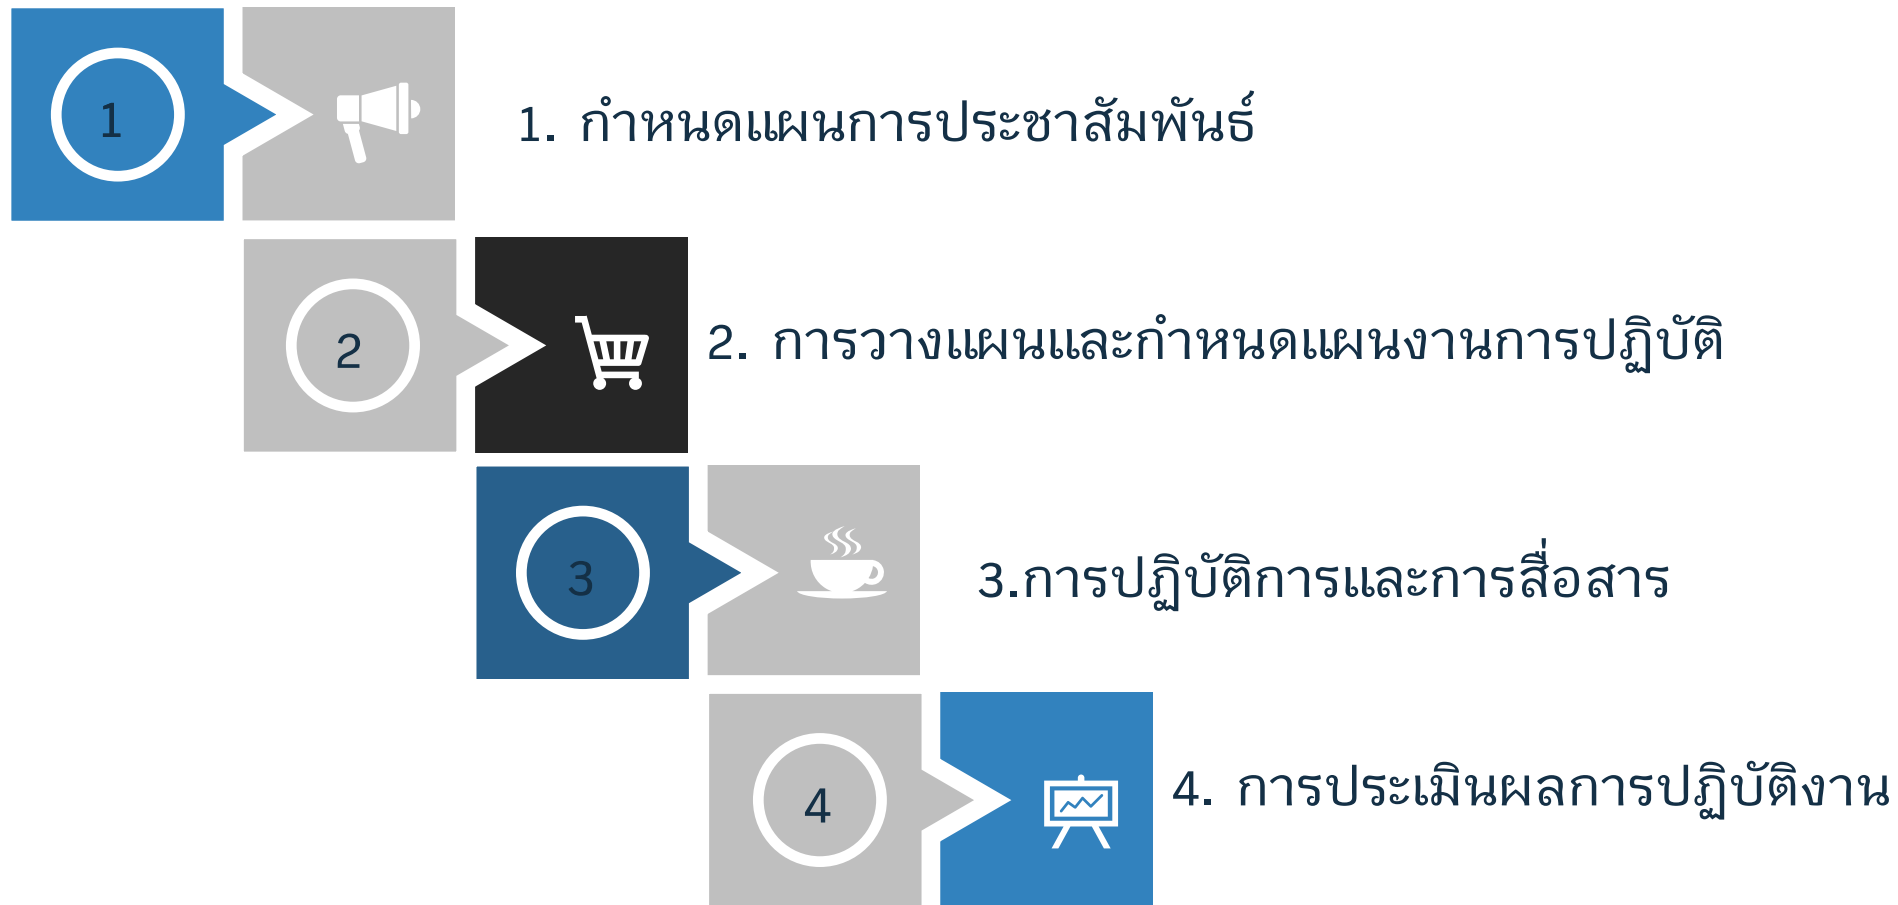 1
1. กำหนดแผนการประชาสัมพันธ์
2
2. การวางแผนและกำหนดแผนงานการปฏิบัติ
3
3.การปฏิบัติการและการสื่อสาร
4
4. การประเมินผลการปฏิบัติงาน